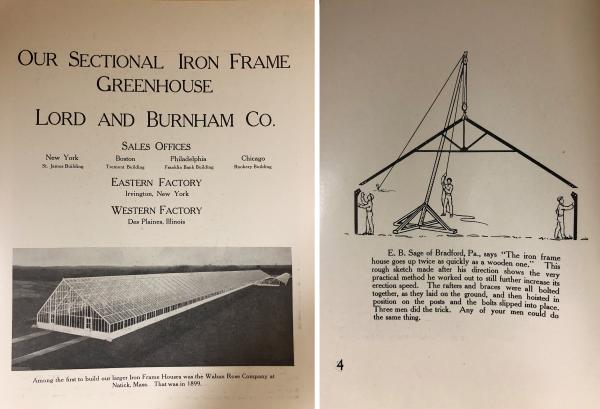 Our Sectional Iron Frame
Greenhouse
Lord and Burnham Co.
Sales Offices
New York Boston Philadelphia Chicago
St. James Building Tremont Building Franklin Bank Building Rookery Building
Eastern Factory
Irvington, New York
Western Factory
Des Plaines, Illinois
Among the first to build our larger Iron Frame Houses was the Waban Rose Company at
Natick, Mass. That was in 1899.
E. B. Sage of Bradford, Pa., says "The iron frame
house goes up twice as quickly as a wooden one." This
rough sketch made after his direction shows the very
practical method he worked out to still further increase its
erection speed. The rafters and braces were all bolted
together, as they laid on the ground, and then hoisted in
position on the posts and the bolts slipped into place.
Three men did the trick. Any of your men could do
the same thing.
4